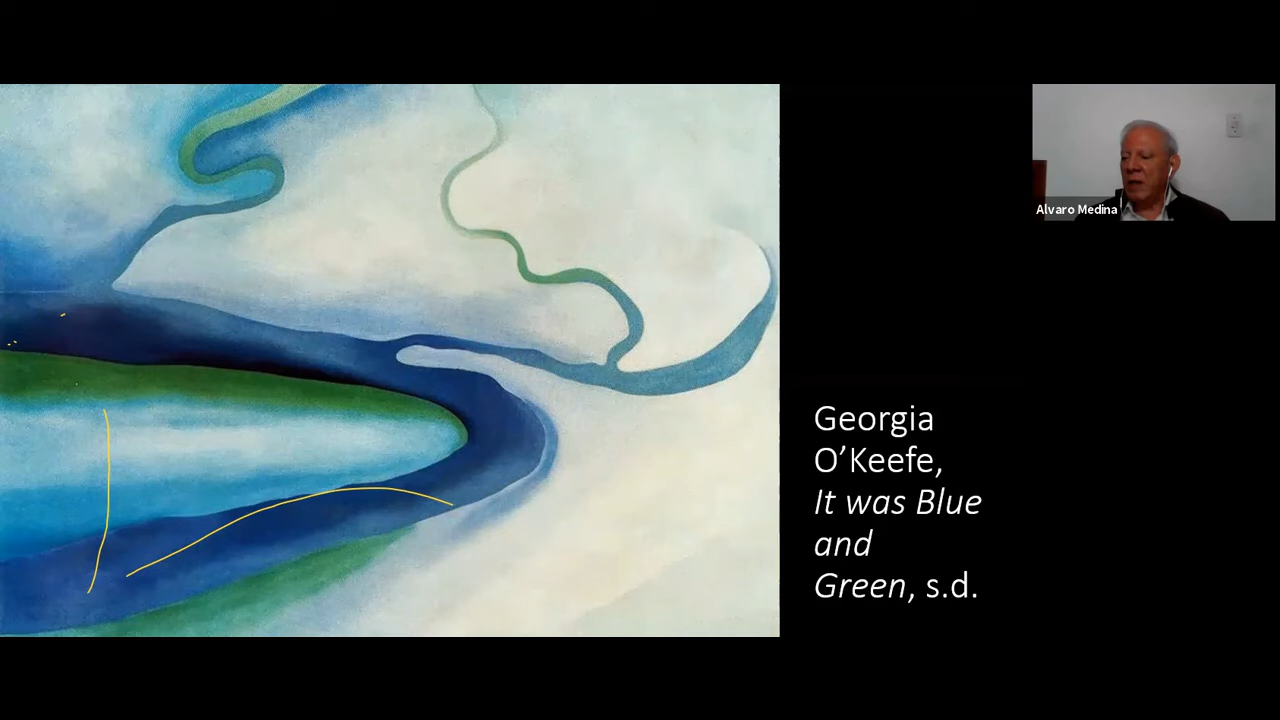 Alvaro Medina
Georgia
O’Keefe,
It was Blue
and
Green, s.d.